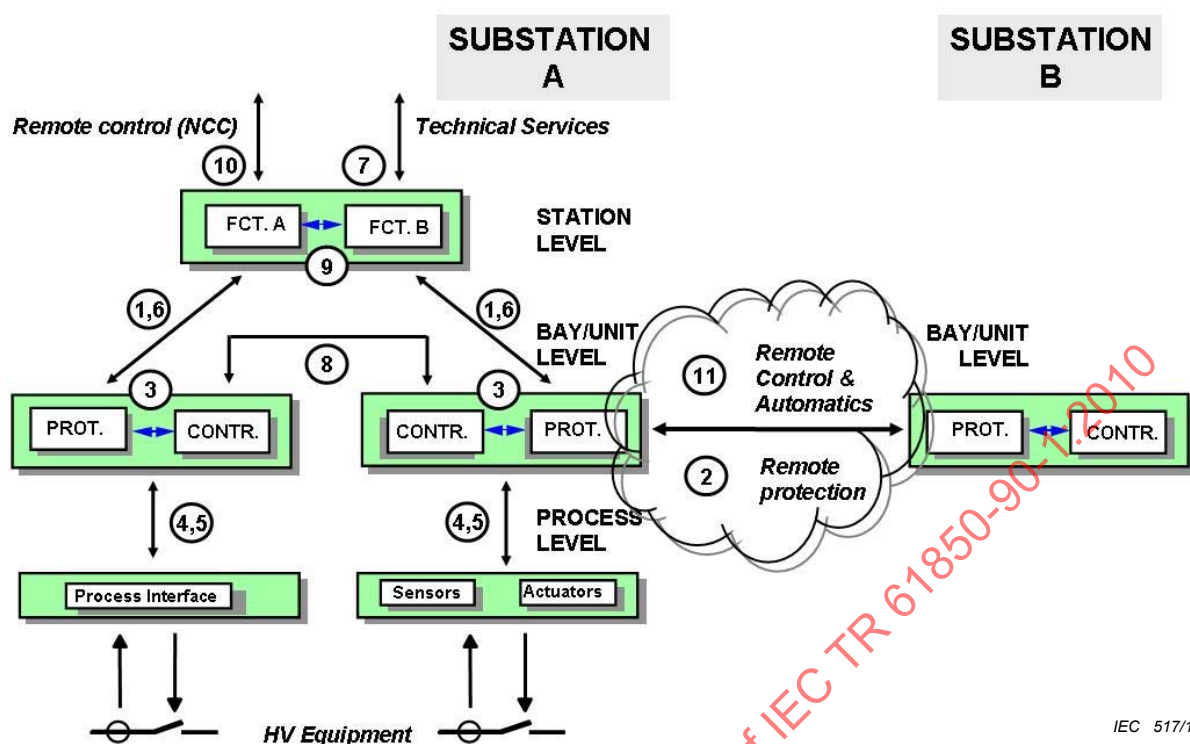 SUBSTATION
A
SUBSTATION
B
Remote control (NCC)
Technical Services
10
7
FCT. A
FCT. B
STATION
LEVEL
9
1,6
1,6
BAY/UNIT
LEVEL
BAY/UNIT
LEVEL
8
11
Remote
Control &
Automatics
3
3
PROT.
CONTR.
CONTR.
PROT.
PROT.
CONTR.
2
Remote
protection
4,5
4,5
PROCESS
LEVEL
Process Interface
Sensors
Actuators
HV Equipment
of IEC TR 61850-90-1:2010
IEC 517/1